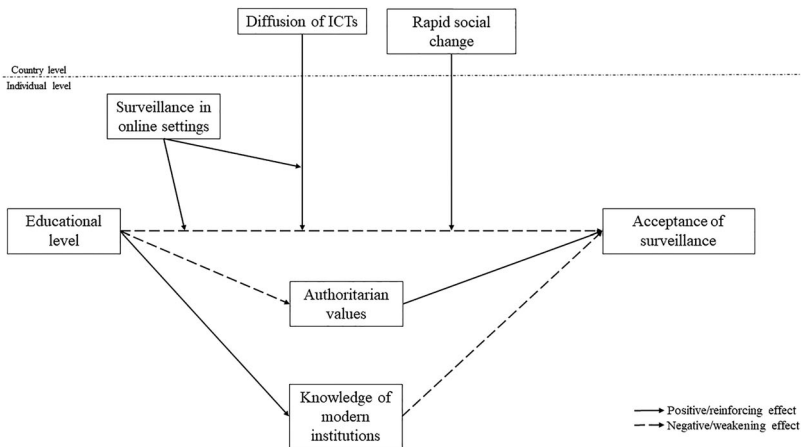 Diffusion of ICTs
Rapid social
change
Country level
Individual level
Surveillance in
online settings
Educational
level
Acceptance of
surveillance
Authoritarian
values
Knowledge of
modern
institutions
Positive/reinforcing effect
Negative/weakening effect